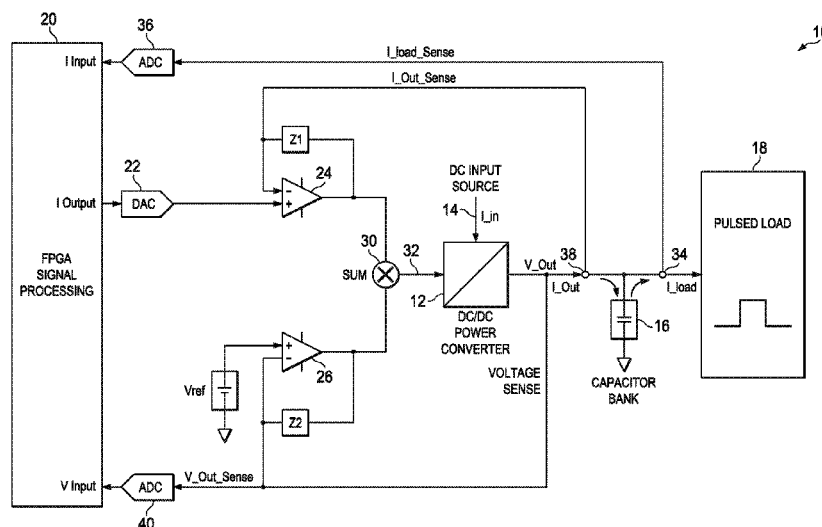 10
20
36
I Input
ADC
I_load_Sense
I_Out_Sense
Z1
24
22
I Output
DAC
-
+
FPGA
SIGNAL
PROCESSING
DC INPUT
SOURCE
14
I_in
30
SUM
32
12
DC/DC
POWER
CONVERTER
V_Out
38
I_Out
34
I_load
18
PULSED LOAD
16
CAPACITOR
BANK
+
-
26
Vref
Z2
VOLTAGE
SENSE
V Input
ADC
V_Out_Sense
40